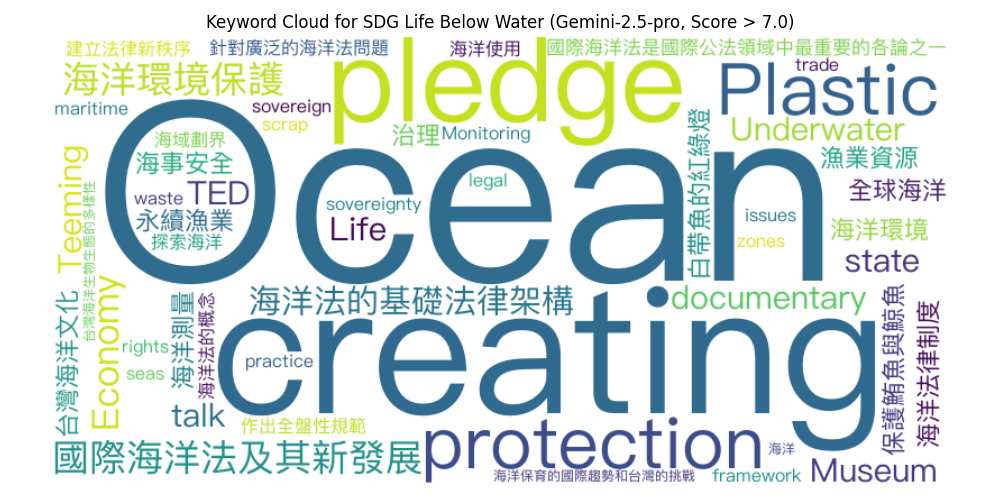 Keyword Cloud for SDG Life Below Water (Gemini-2.5-pro, Score > 7.0)
建立法律新秩序
針對廣泛的海洋法問題
海洋使用
國際海洋法是國際公法領域中最重要的各論之一
海洋環境保護
pledge
trade
Plastic
maritime
sovereign
scrap
治理
Monitoring
Underwater
海域劃界
海事安全
Ocean
白帶魚的紅綠燈
漁業資源
legal
waste
TED
全球海洋
永續漁業
sovereignty
Life
issues
探索海洋
zones
海洋環境
Teeming
台灣海洋生物生態的多樣性
state
Economy
台灣海洋文化
海洋測量
海洋法的概念
海洋法的基礎法律架構
documentary
保護鮪魚與鯨魚
海洋法律制度
rights
creating
seas
practice
talk
作出全盤性規範
protection
國際海洋法及其新發展
海洋
海洋保育的國際趨勢和台灣的挑戰
framework
Museum